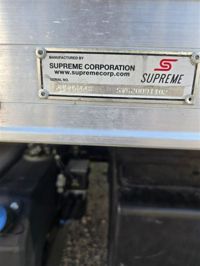 MANUFACTURED BY
SUPREME CORPORATION
www.supremecorp.com
SUPREME
SERIAL NO.